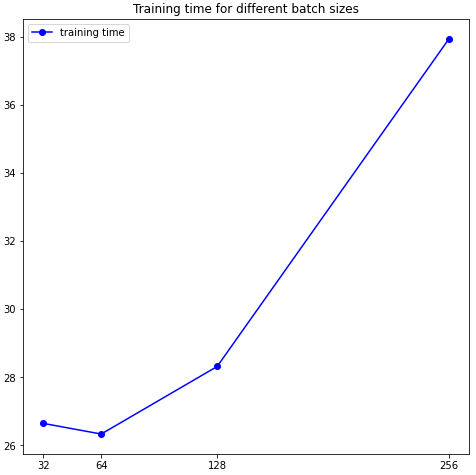 Training time for different batch sizes
training time
38
36
34
32
30
28
26
32 64 128 256